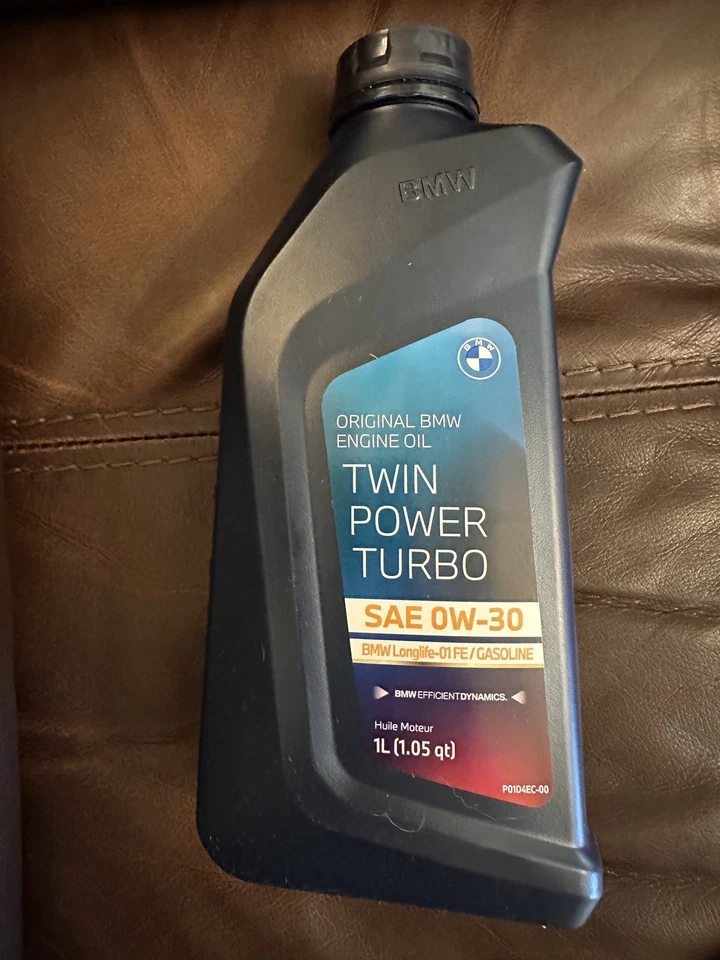 BMW
BMW
ORIGINAL BMW
ENGINE OIL
TWIN
POWER
TURBO
SAE 0W-30
BMW Longlife-01 FE / GASOLINE
BMW EFFICIENTDYNAMICS.
Huile Moteur
1L (1.05 qt)
P01D4EC-00